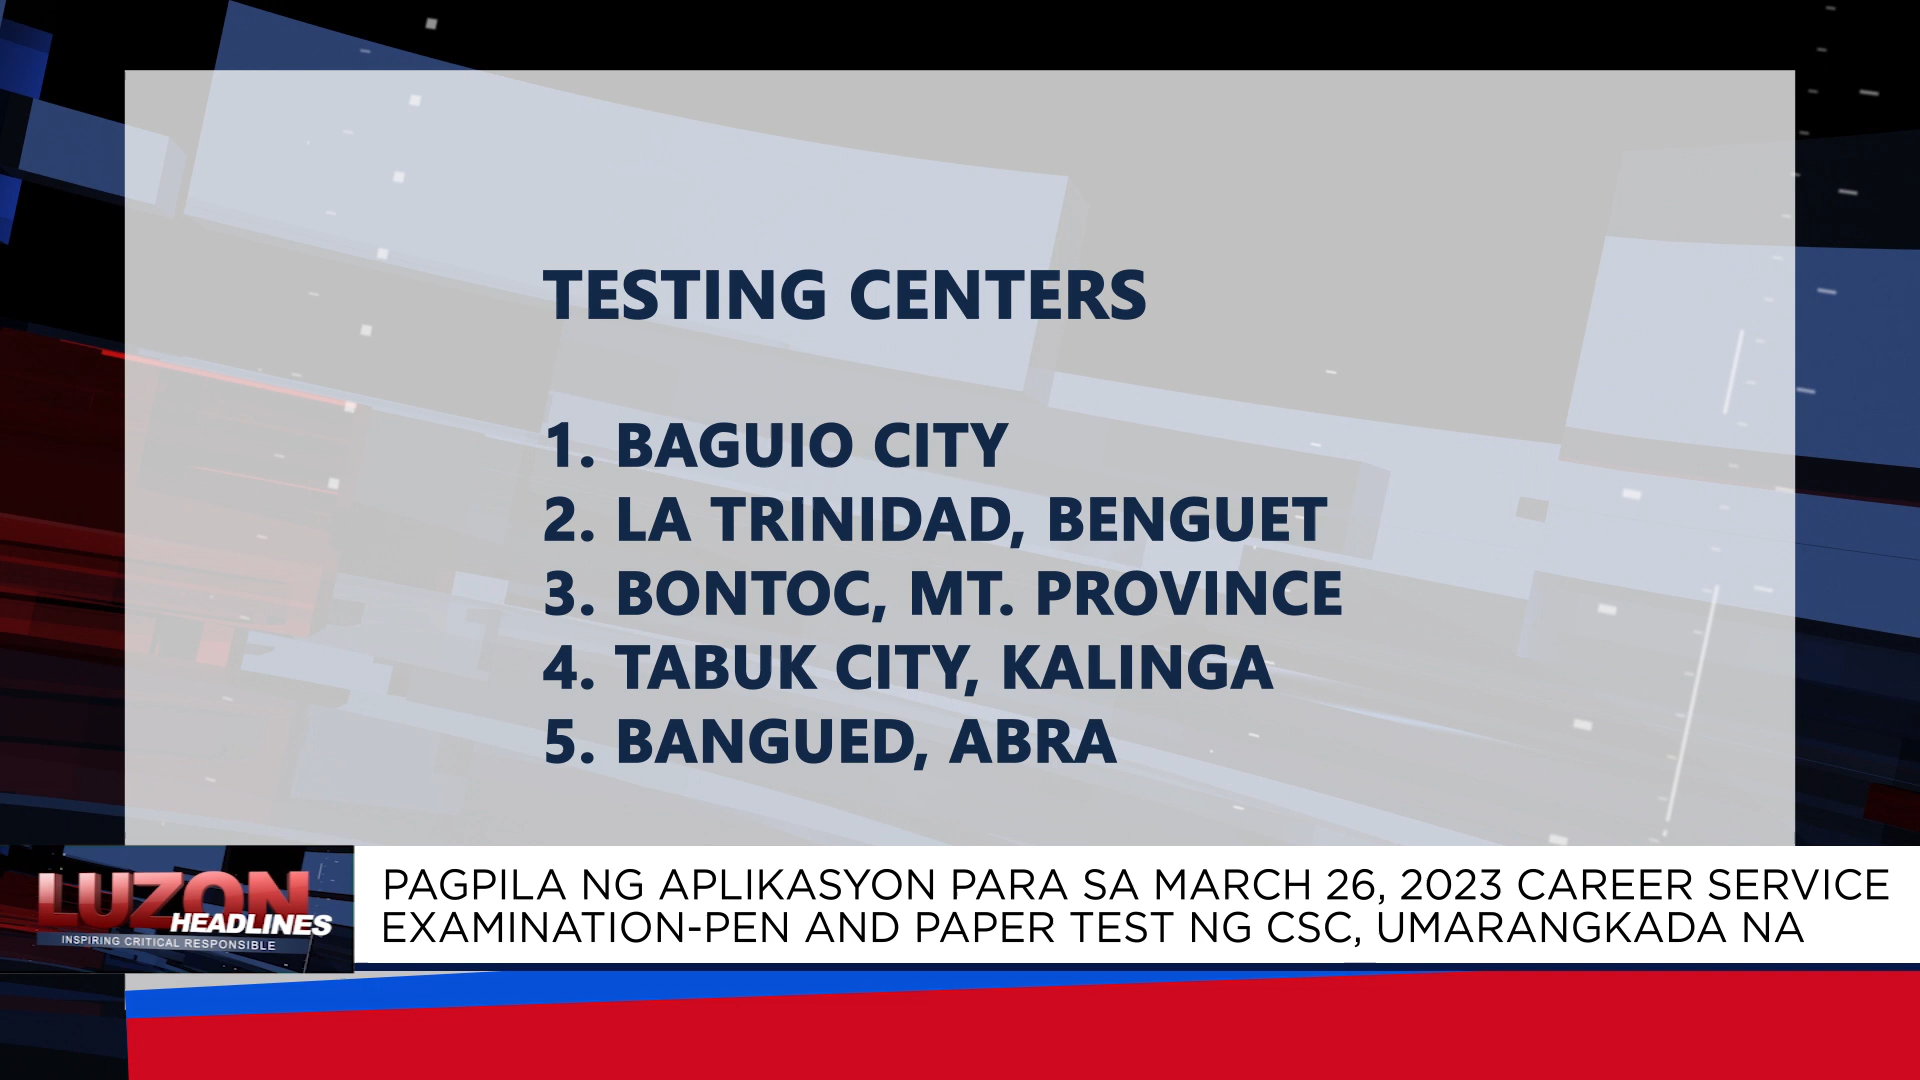 TESTING CENTERS
1. BAGUIO CITY
2. LA TRINIDAD, BENGUET
3. BONTOC, MT. PROVINCE
4. TABUK CITY, KALINGA
5. BANGUED, ABRA
LUZON
HEADLINES
INSPIRING CRITICAL RESPONSIBLE
PAGPILA NG APLIKASYON PARA SA MARCH 26, 2023 CAREER SERVICE
EXAMINATION-PEN AND PAPER TEST NG CSC, UMARANGKADA NA